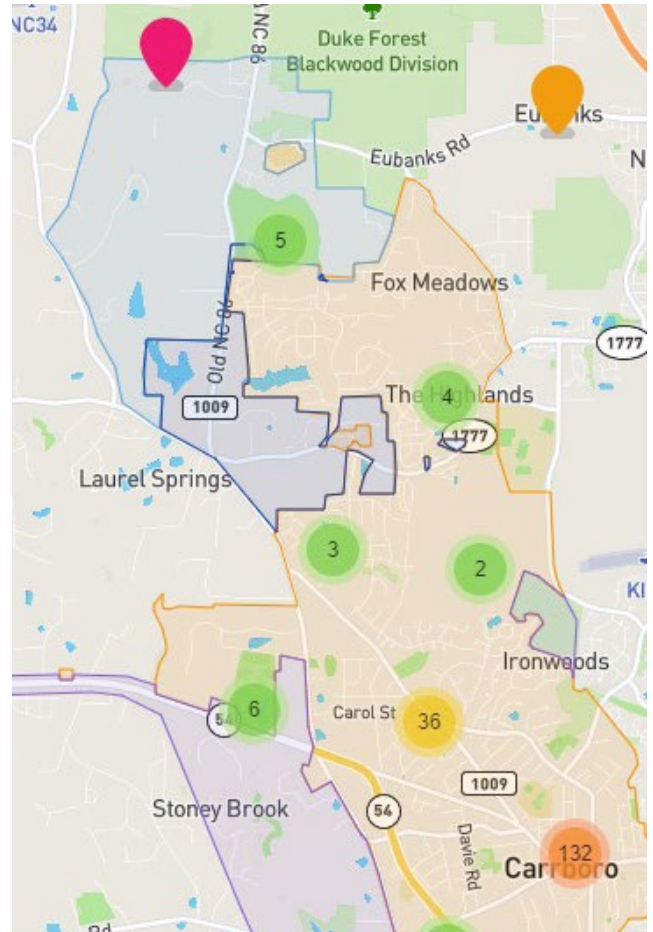 NC34
NC 86
Duke Forest
Blackwood Division
Eubanks
Eubanks Rd
N
5
Fox Meadows
Old NC 86
1777
4
The Highlands
1009
1777
Laurel Springs
3
2
KI
Ironwoods
6
54
Carol St
36
1009
Stoney Brook
54
Davie Rd
132
Carrboro
Rd